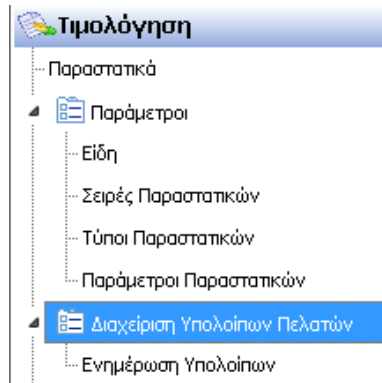 Τιμολόγηση
Παραστατικά
Παράμετροι
Είδη
Σειρές Παραστατικών
Τύποι Παραστατικών
Παράμετροι Παραστατικών
Διαχείριση Υπολοίπων Πελατών
Ενημέρωση Υπολοίπων